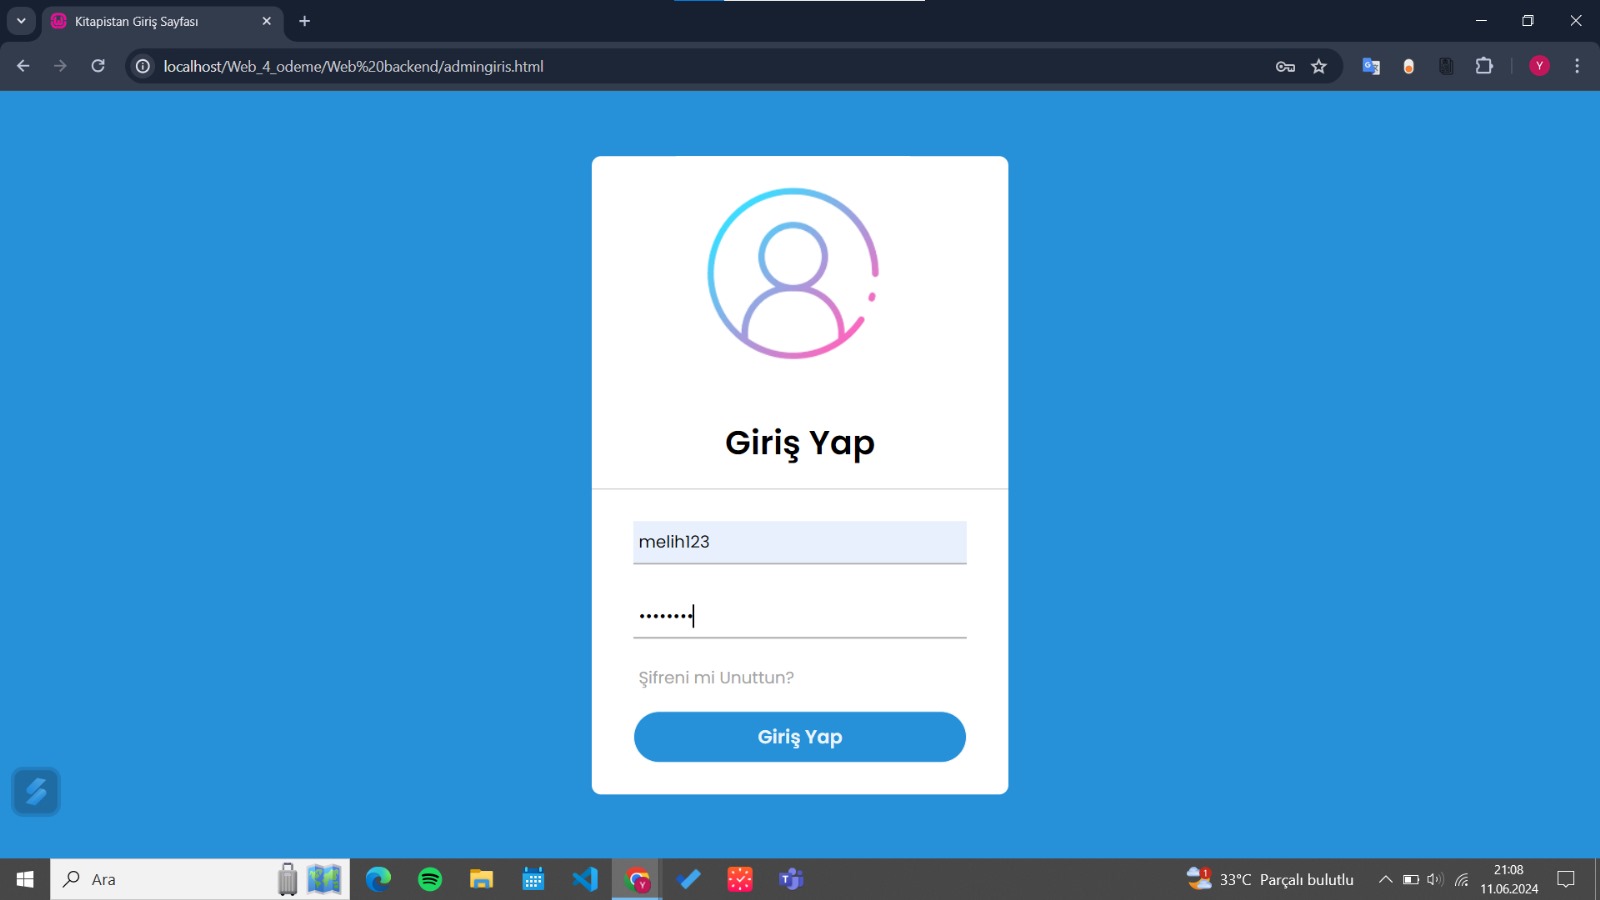 Kitapistan Giriş Sayfası
localhost/Web_4_odeme/Web%20backend/admingiris.html
Y
Giriş Yap
melih123
••••••••
Şifreni mi Unuttun?
Giriş Yap
Ara
1
33°C Parçalı bulutlu
21:08
11.06.2024